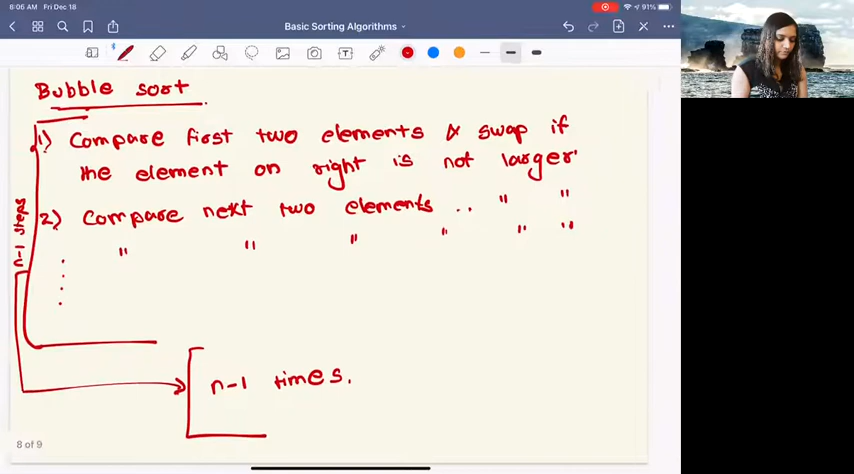 8:06 AM Fri Dec 18
91%
Basic Sorting Algorithms
T
Bubble sort
1) Compare first two elements & swap if
the element on right is not larger
2) Compare next two elements .. " "
" " " " " "
n-1 steps
n-1 times.
8 of 9